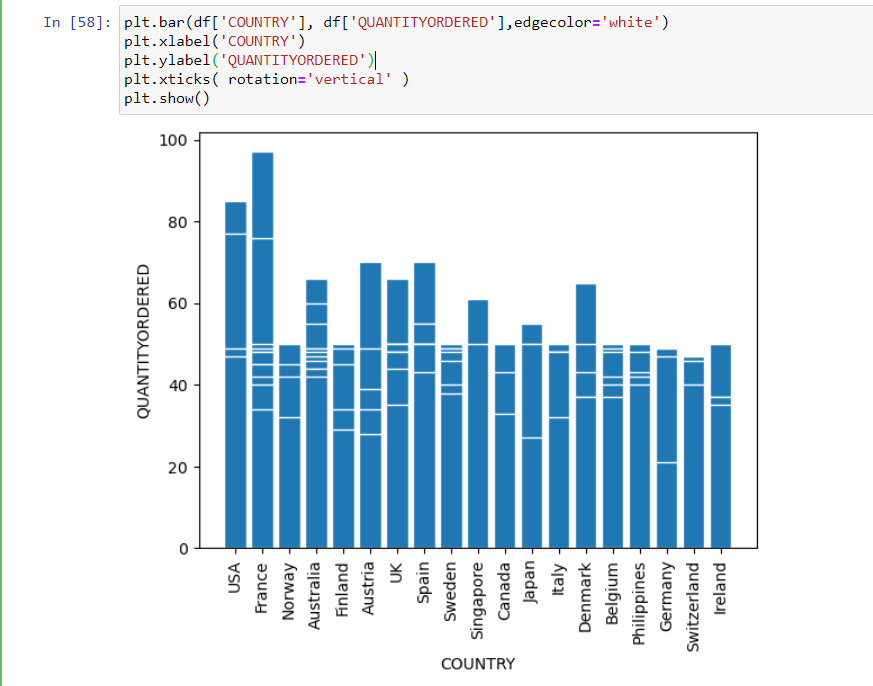 In [58]: plt.bar(df['COUNTRY'], df['QUANTITYORDERED'],edgecolor='white')
plt.xlabel('COUNTRY')
plt.ylabel('QUANTITYORDERED')
plt.xticks( rotation='vertical' )
plt.show()
100
80
60
40
20
0
QUANTITYORDERED
USA
France
Norway
Australia
Finland
Austria
UK
Spain
Sweden
Singapore
Canada
Japan
Italy
Denmark
Belgium
Philippines
Germany
Switzerland
Ireland
COUNTRY